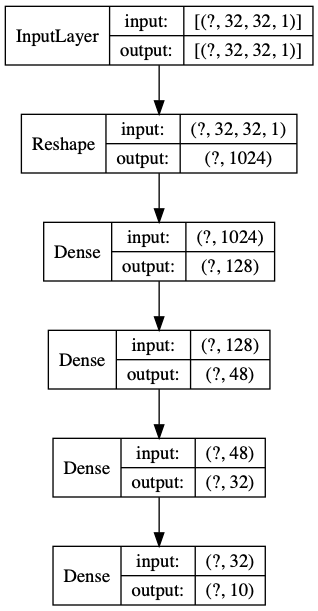 InputLayer
input: [(?, 32, 32, 1)]
output: [(?, 32, 32, 1)]
Reshape
input: (?, 32, 32, 1)
output: (?, 1024)
Dense
input: (?, 1024)
output: (?, 128)
Dense
input: (?, 128)
output: (?, 48)
Dense
input: (?, 48)
output: (?, 32)
Dense
input: (?, 32)
output: (?, 10)